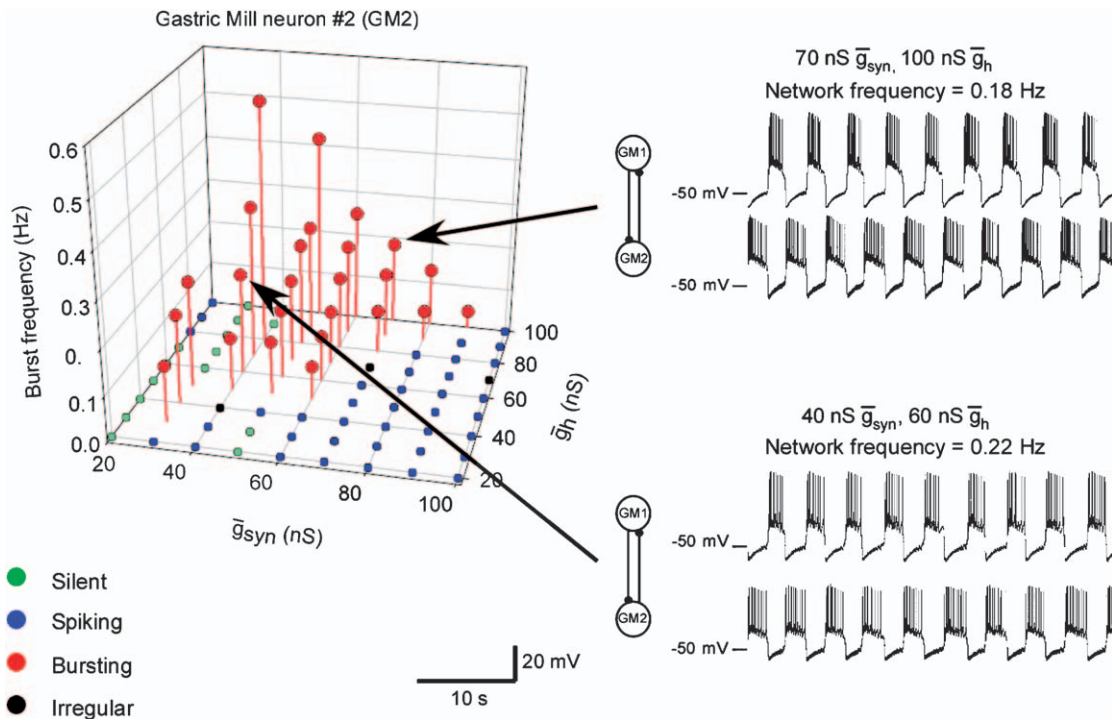 Gastric Mill neuron #2 (GM2)
Burst frequency (Hz)
0.6
0.5
0.4
0.3
0.
0.1
0.0
20
40
60
80
100
g̅syn (nS)
20
40
60
80
100
g̅h (nS)
Silent
Spiking
Bursting
Irregular
20 mV
10 s
70 nS g̅syn, 100 nS g̅h
Network frequency = 0.18 Hz
GM1
GM2
-50 mV
-50 mV
40 nS g̅syn, 60 nS g̅h
Network frequency = 0.22 Hz
GM1
GM2
-50 mV
-50 mV